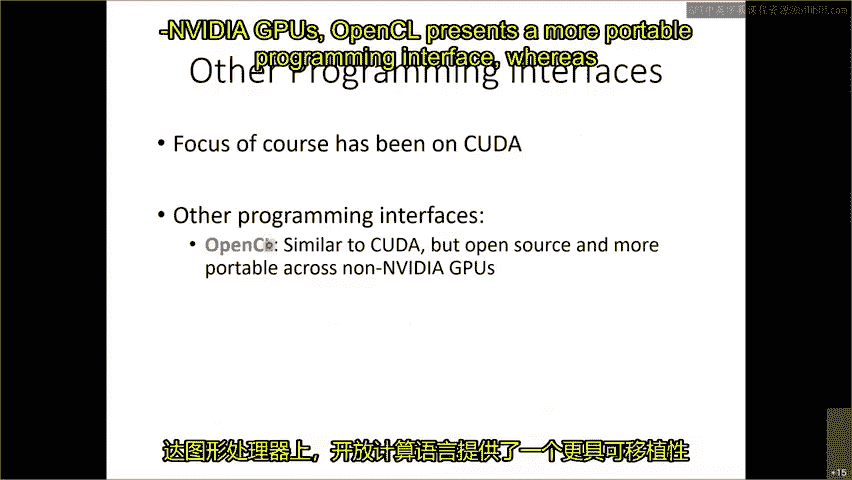 -NVIDIA GPUs, OpenCL presents a more portable
programming interface, whereas
Other Programming Interfaces
• Focus of course has been on CUDA
• Other programming interfaces:
• OpenCL: Similar to CUDA, but open source and more
portable across non-NVIDIA GPUs
达图形处理器上，开放计算语言提供了一个更具可移植性
+15